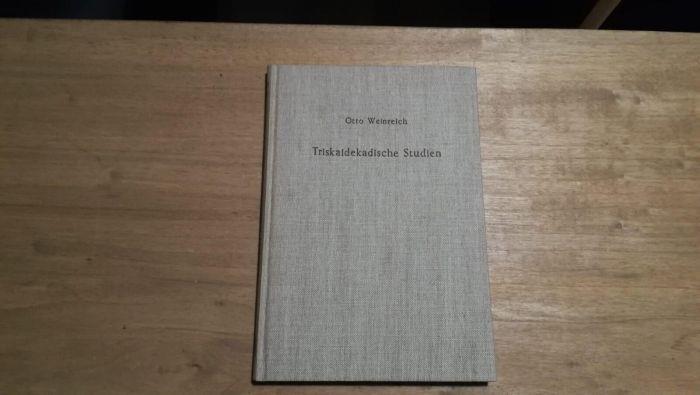 Otto Weinreich
Triskaidekadische Studien